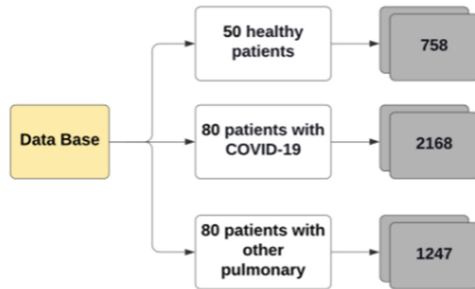 50 healthy
patients
758
Data Base
80 patients with
COVID-19
2168
80 patients with
other
pulmonary
1247